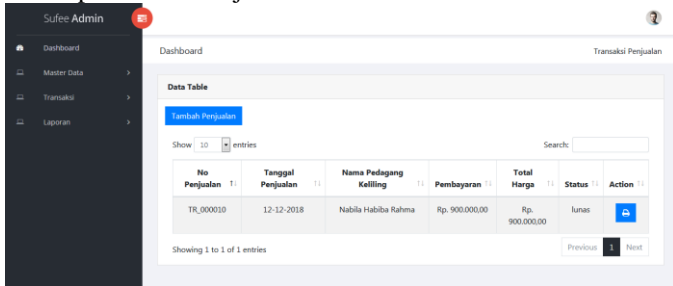 Sufee Admin
Dashboard
Master Data
Transaksi
Laporan
Dashboard
Transaksi Penjualan
Data Table
Tambah Penjualan
Show 10 entries
Search:
No Penjualan
Tanggal Penjualan
Nama Pedagang Keliling
Pembayaran
Total Harga
Status
Action
TR_000010
12-12-2018
Nabila Habiba Rahma
Rp. 900.000,00
Rp. 900.000,00
lunas
Showing 1 to 1 of 1 entries
Previous 1 Next